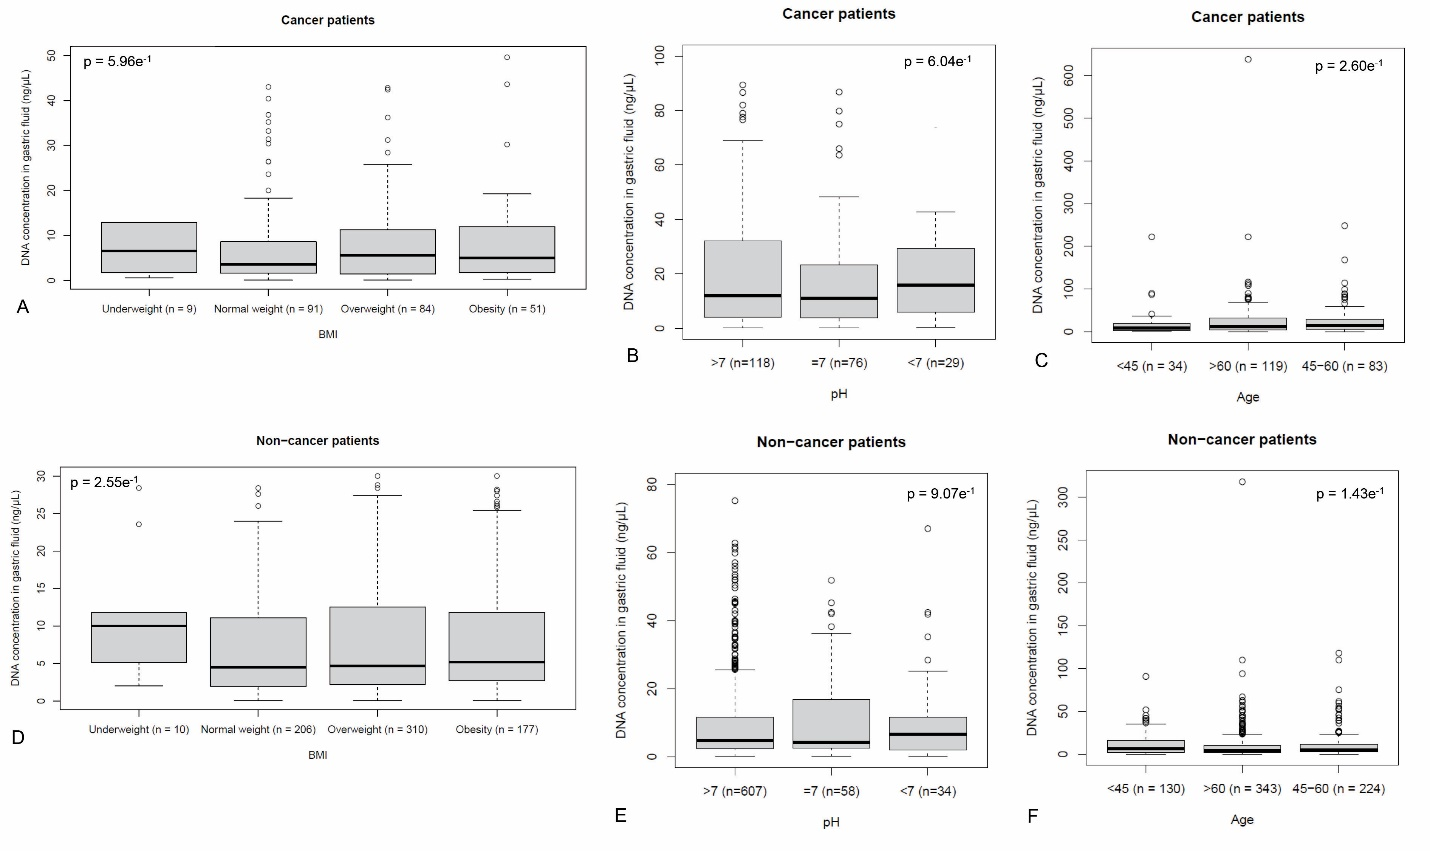 Cancer patients
p = 5.96e-1
DNA concentration in gastric fluid (ng/µL)
50
40
30
20
10
0
Underweight (n = 9) Normal weight (n = 91) Overweight (n = 84) Obesity (n = 51)
BMI
A
Cancer patients
p = 6.04e-1
DNA concentration in gastric fluid (ng/µL)
100
80
60
40
20
0
>7 (n=118) =7 (n=76) <7 (n=29)
pH
B
Cancer patients
p = 2.60e-1
DNA concentration in gastric fluid (ng/µL)
600
500
400
300
200
100
0
<45 (n = 34) >60 (n = 119) 45−60 (n = 83)
Age
C
Non−cancer patients
p = 2.55e-1
DNA concentration in gastric fluid (ng/µL)
30
25
20
15
10
5
0
Underweight (n = 10) Normal weight (n = 206) Overweight (n = 310) Obesity (n = 177)
BMI
D
Non−cancer patients
p = 9.07e-1
DNA concentration in gastric fluid (ng/µL)
80
60
40
20
0
>7 (n=607) =7 (n=58) <7 (n=34)
pH
E
Non−cancer patients
p = 1.43e-1
DNA concentration in gastric fluid (ng/µL)
300
250
200
150
100
50
0
<45 (n = 130) >60 (n = 343) 45−60 (n = 224)
Age
F